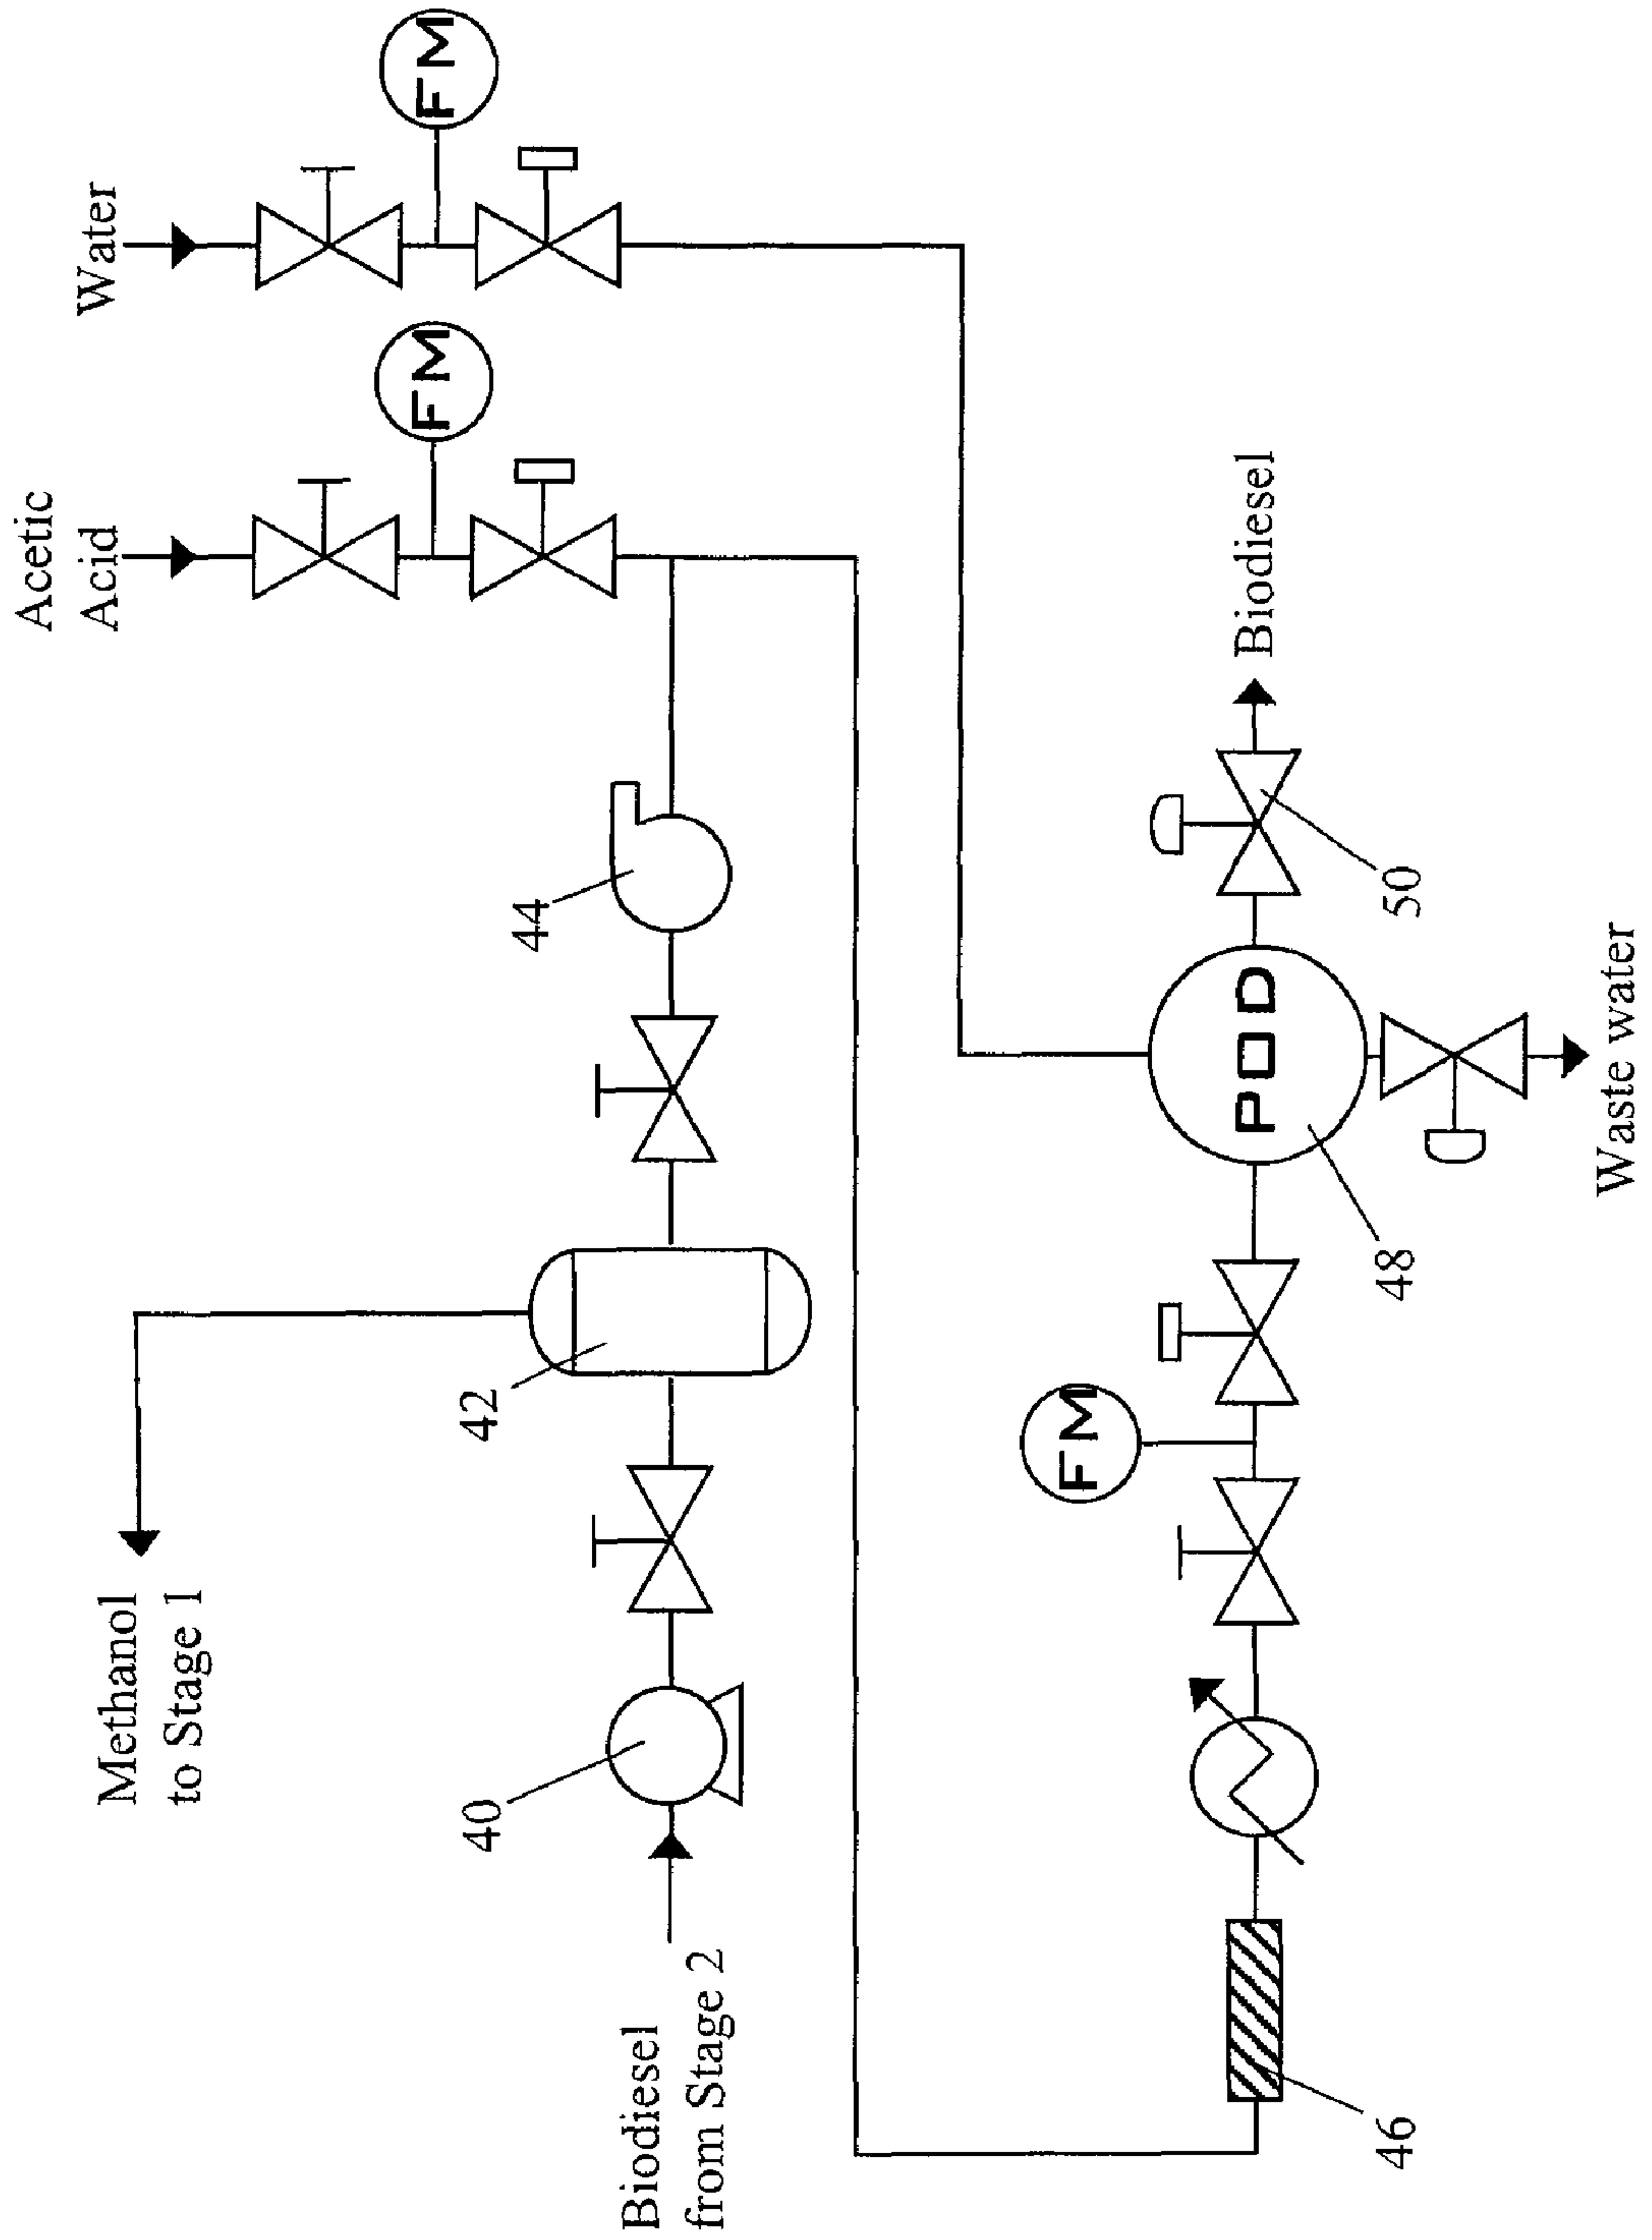 Acetic
Acid
Water
FM
FM
Methanol
to Stage 1
42
44
40
Biodiesel
from Stage 2
FM
POD
Biodiesel
46
48
50
Waste water